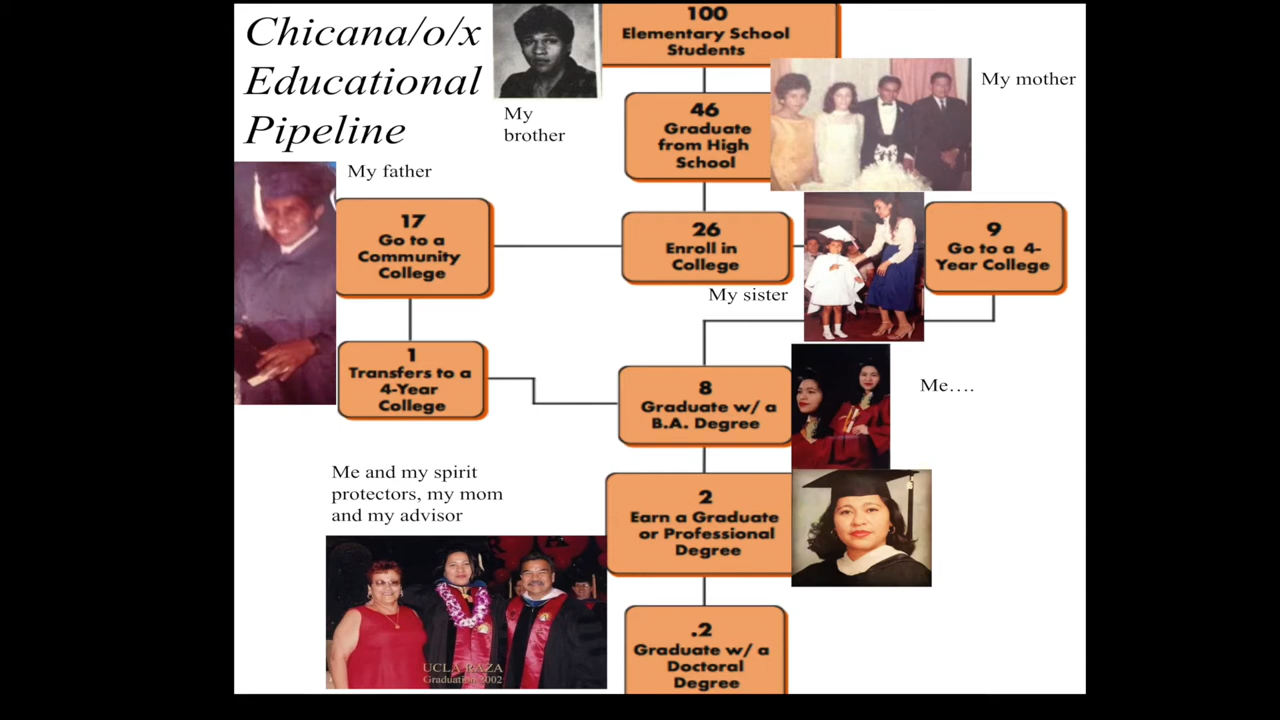 Chicana/o/x
Educational
Pipeline
100
Elementary School
Students
My
brother
My mother
46
Graduate
from High
School
My father
17
Go to a
Community
College
26
Enroll in
College
9
Go to a 4-
Year College
My sister
1
Transfers to a
4-Year
College
8
Graduate w/ a
B.A. Degree
Me….
Me and my spirit
protectors, my mom
and my advisor
2
Earn a Graduate
or Professional
Degree
UCLA RAZA
Graduation 2002
.2
Graduate w/ a
Doctoral
Degree